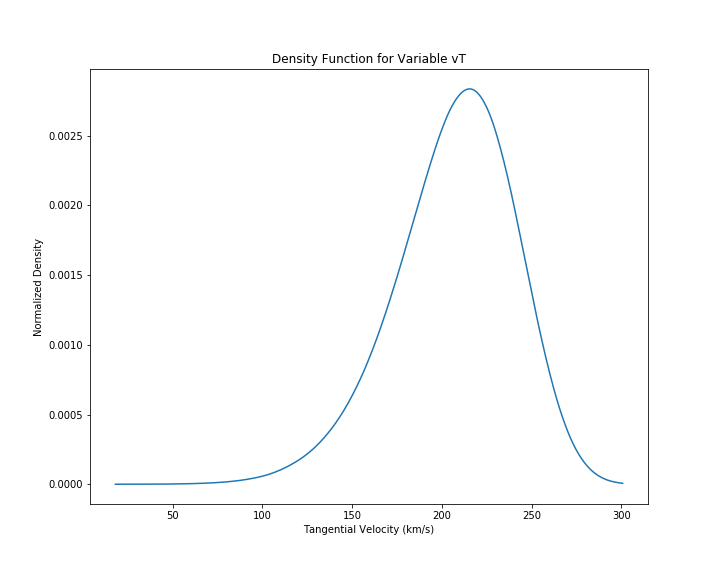 Density Function for Variable vT
Normalized Density
0.0025
0.0020
0.0015
0.0010
0.0005
0.0000
50 100 150 200 250 300
Tangential Velocity (km/s)